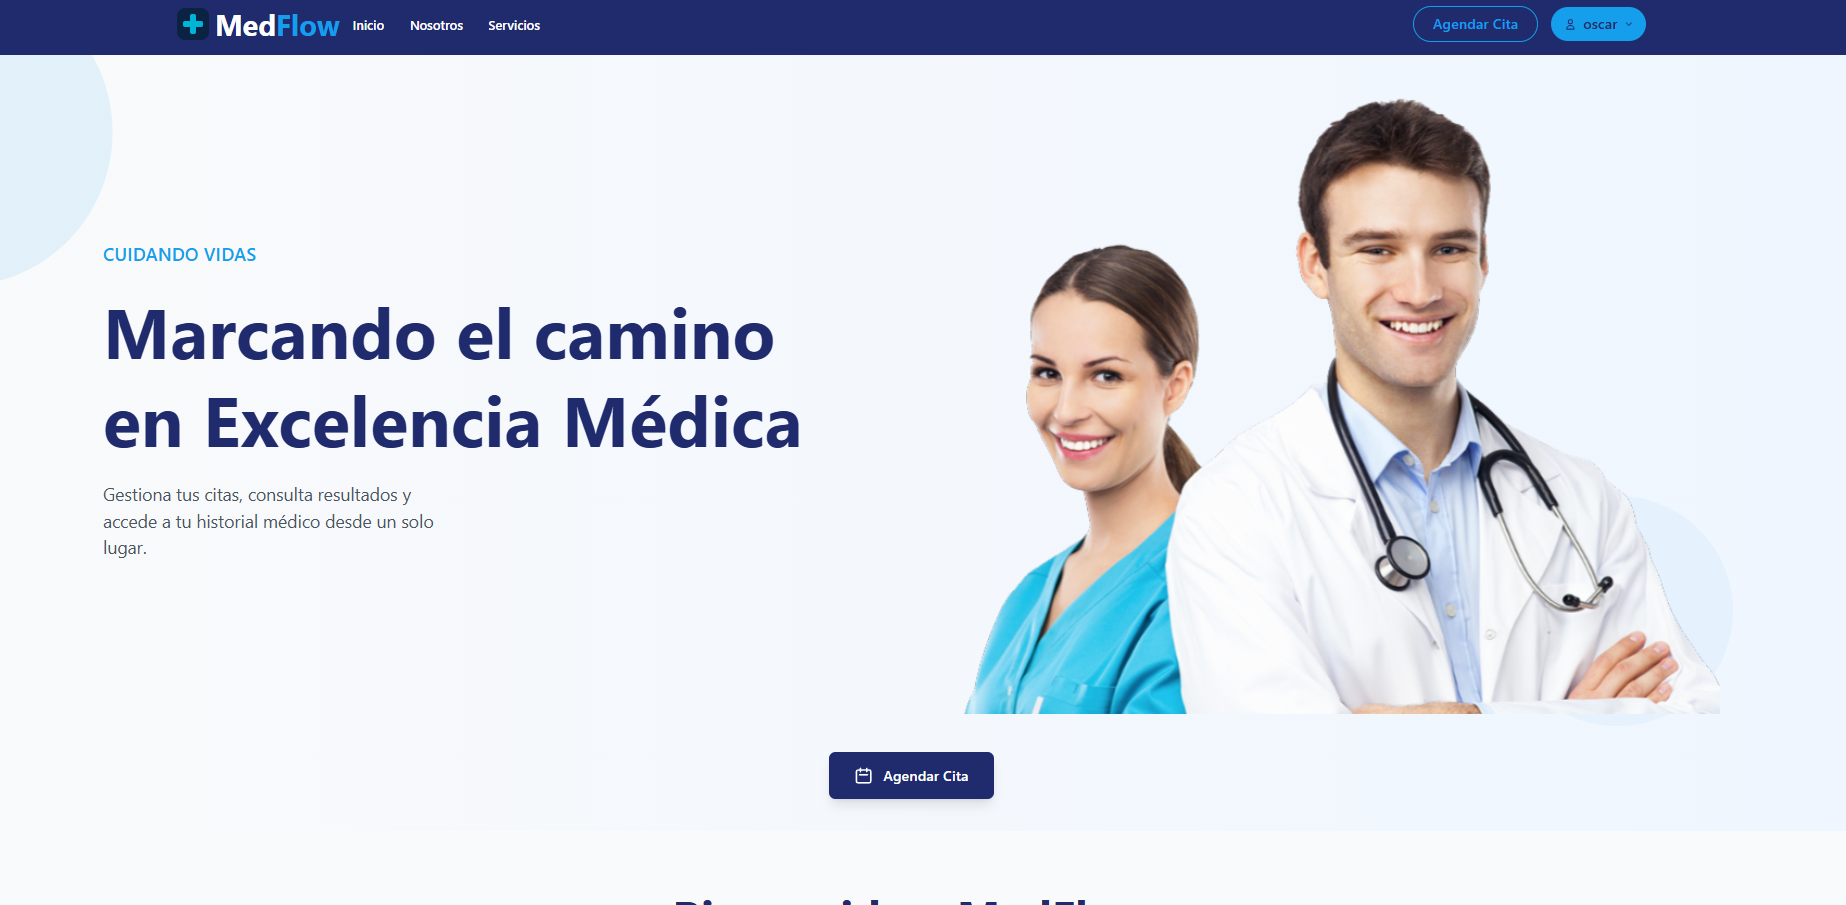 MedFlow Inicio Nosotros Servicios Agendar Cita oscar
CUIDANDO VIDAS
Marcando el camino
en Excelencia Médica
Gestiona tus citas, consulta resultados y
accede a tu historial médico desde un solo
lugar.
Agendar Cita